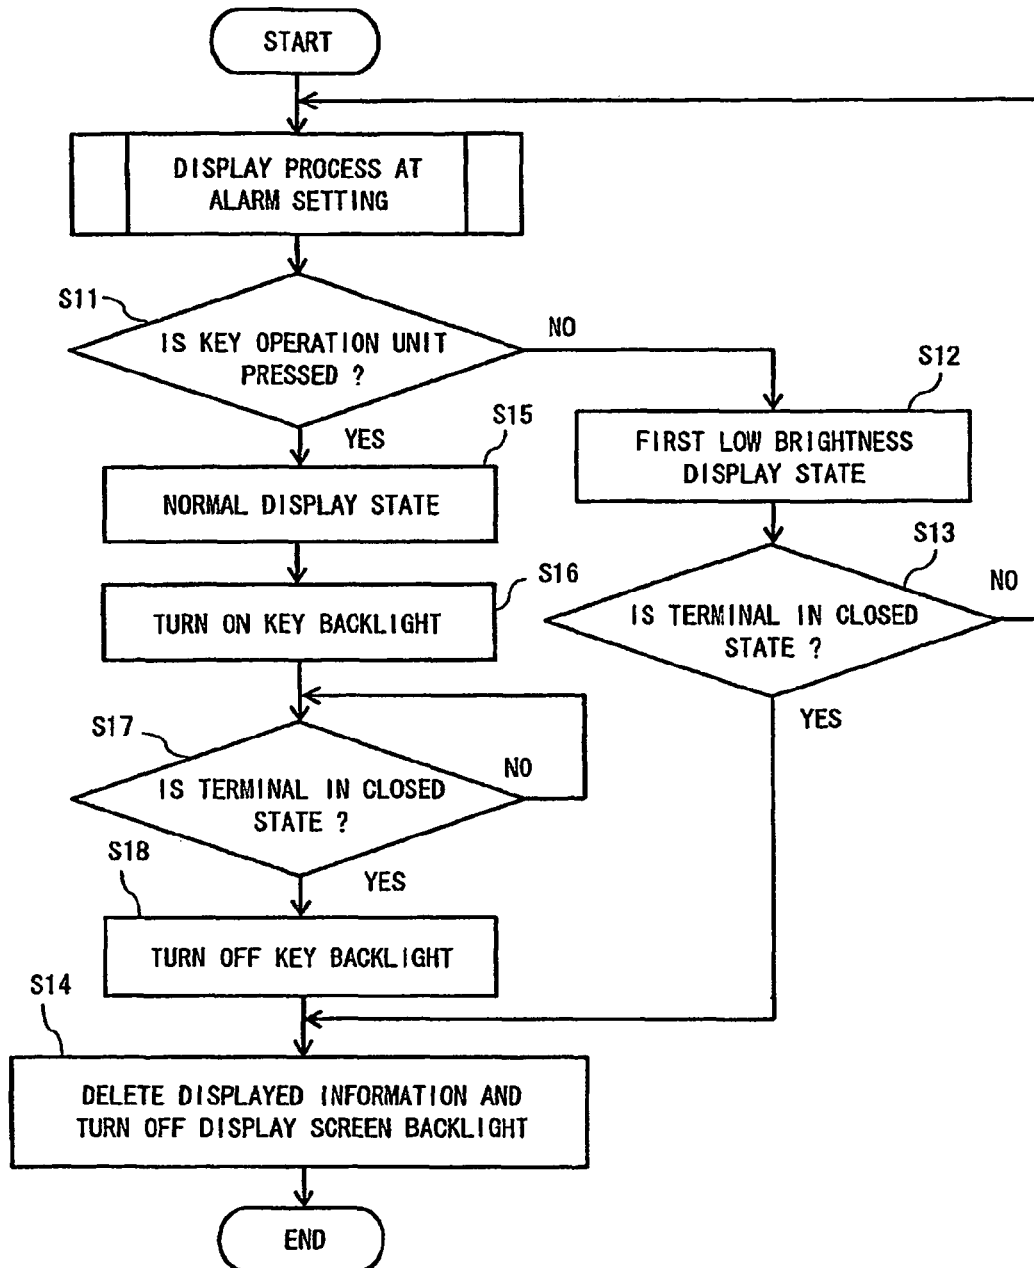 START
DISPLAY PROCESS AT
ALARM SETTING
S11
IS KEY OPERATION UNIT
PRESSED ?
NO
YES
S12
FIRST LOW BRIGHTNESS
DISPLAY STATE
S15
NORMAL DISPLAY STATE
S13
IS TERMINAL IN CLOSED
STATE ?
NO
YES
S16
TURN ON KEY BACKLIGHT
S17
IS TERMINAL IN CLOSED
STATE ?
NO
YES
S18
TURN OFF KEY BACKLIGHT
S14
DELETE DISPLAYED INFORMATION AND
TURN OFF DISPLAY SCREEN BACKLIGHT
END